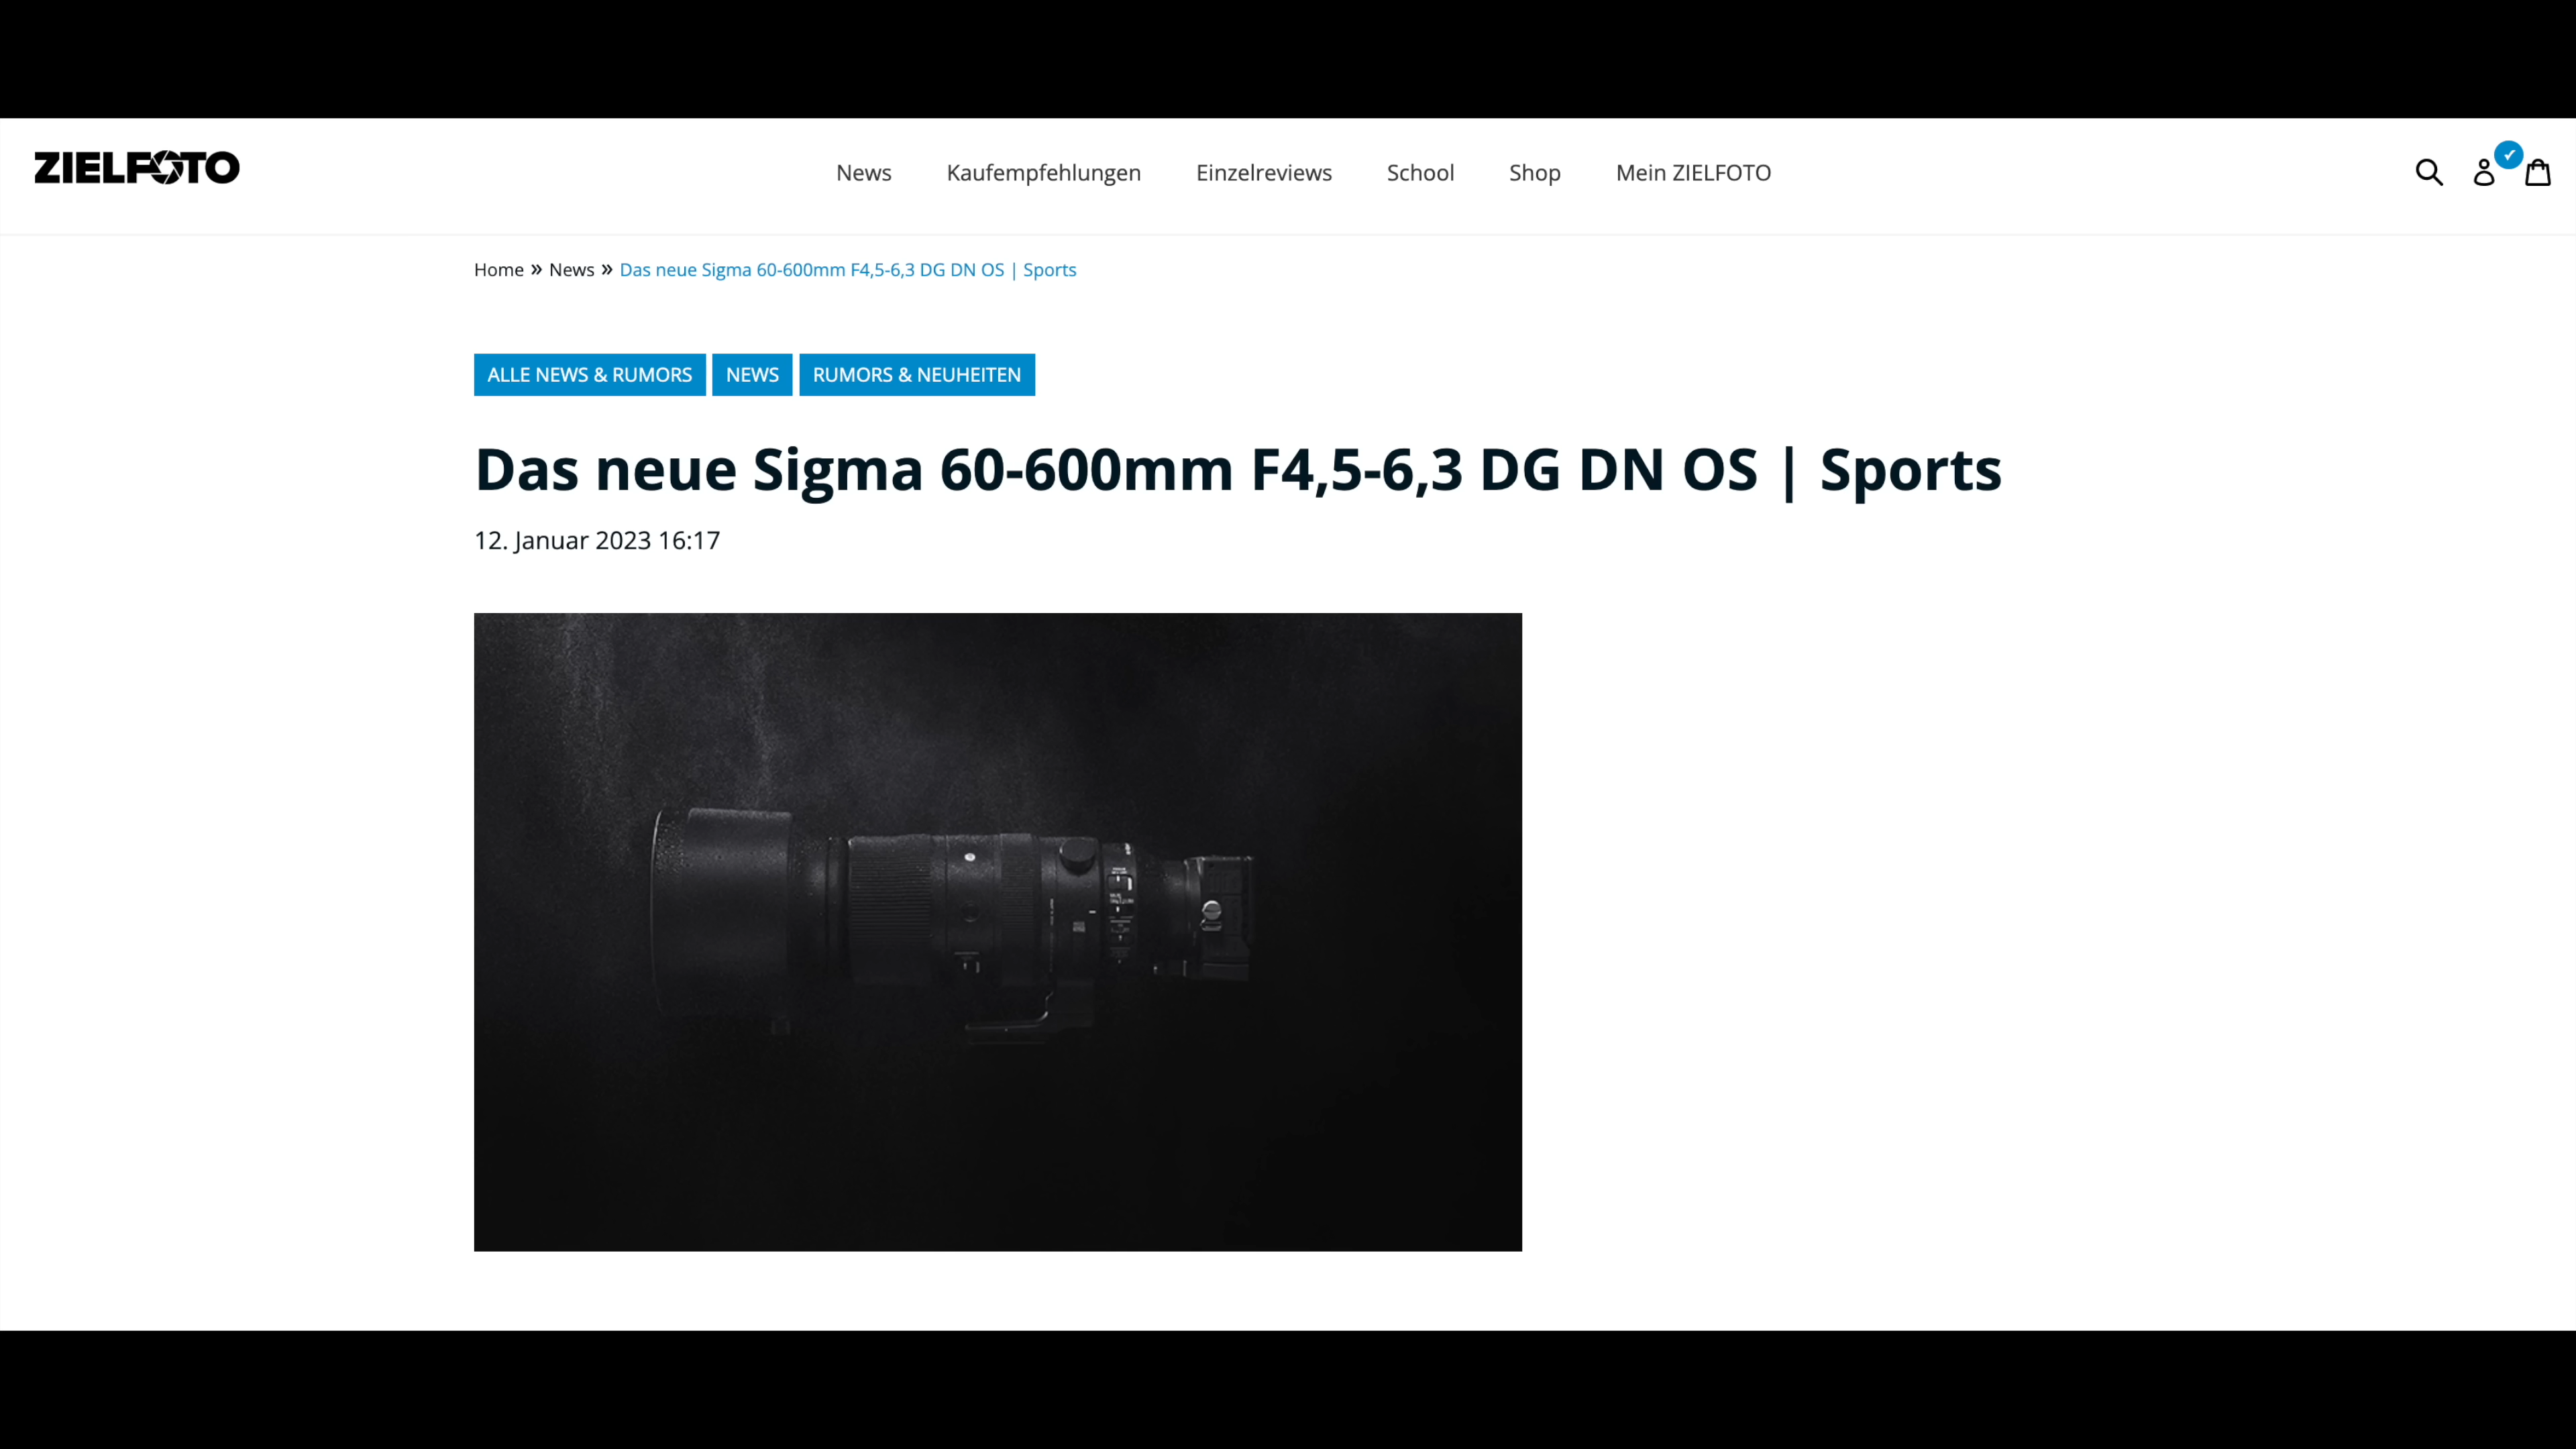 ZIELFOTO
News Kaufempfehlungen Einzelreviews School Shop Mein ZIELFOTO
Home » News » Das neue Sigma 60-600mm F4,5-6,3 DG DN OS | Sports
ALLE NEWS & RUMORS NEWS RUMORS & NEUHEITEN
Das neue Sigma 60-600mm F4,5-6,3 DG DN OS | Sports
12. Januar 2023 16:17